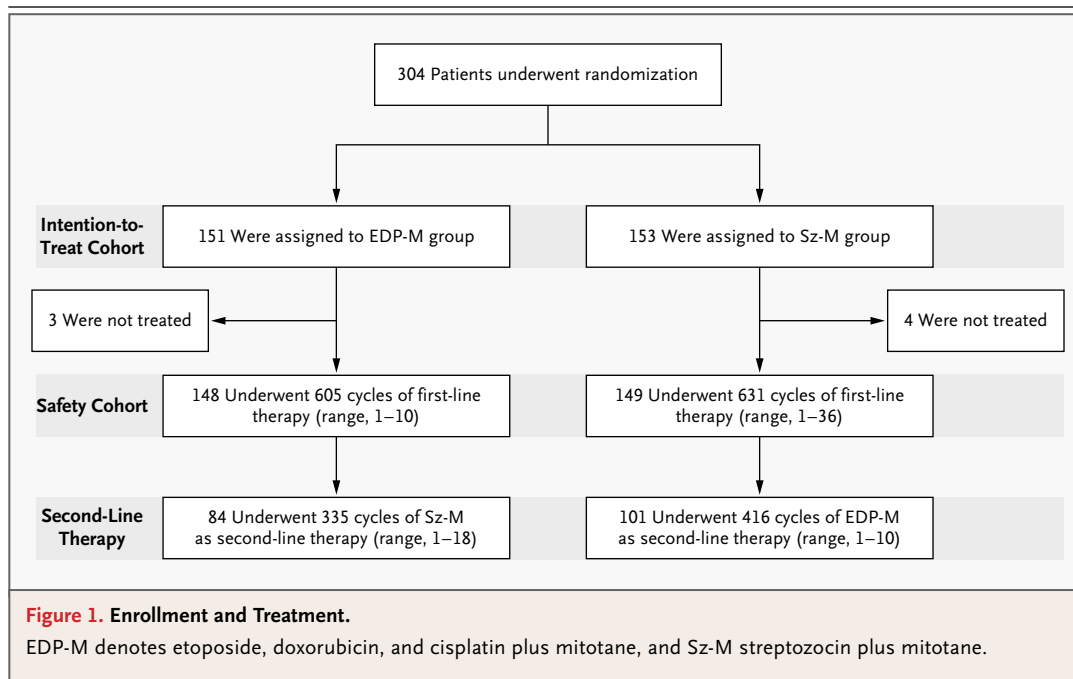 304 Patients underwent randomization
Intention-to-
Treat Cohort
151 Were assigned to EDP-M group
153 Were assigned to Sz-M group
3 Were not treated
4 Were not treated
Safety Cohort
148 Underwent 605 cycles of first-line
therapy (range, 1–10)
149 Underwent 631 cycles of first-line
therapy (range, 1–36)
Second-Line
Therapy
84 Underwent 335 cycles of Sz-M
as second-line therapy (range, 1–18)
101 Underwent 416 cycles of EDP-M
as second-line therapy (range, 1–10)
Figure 1. Enrollment and Treatment.
EDP-M denotes etoposide, doxorubicin, and cisplatin plus mitotane, and Sz-M streptozocin plus mitotane.